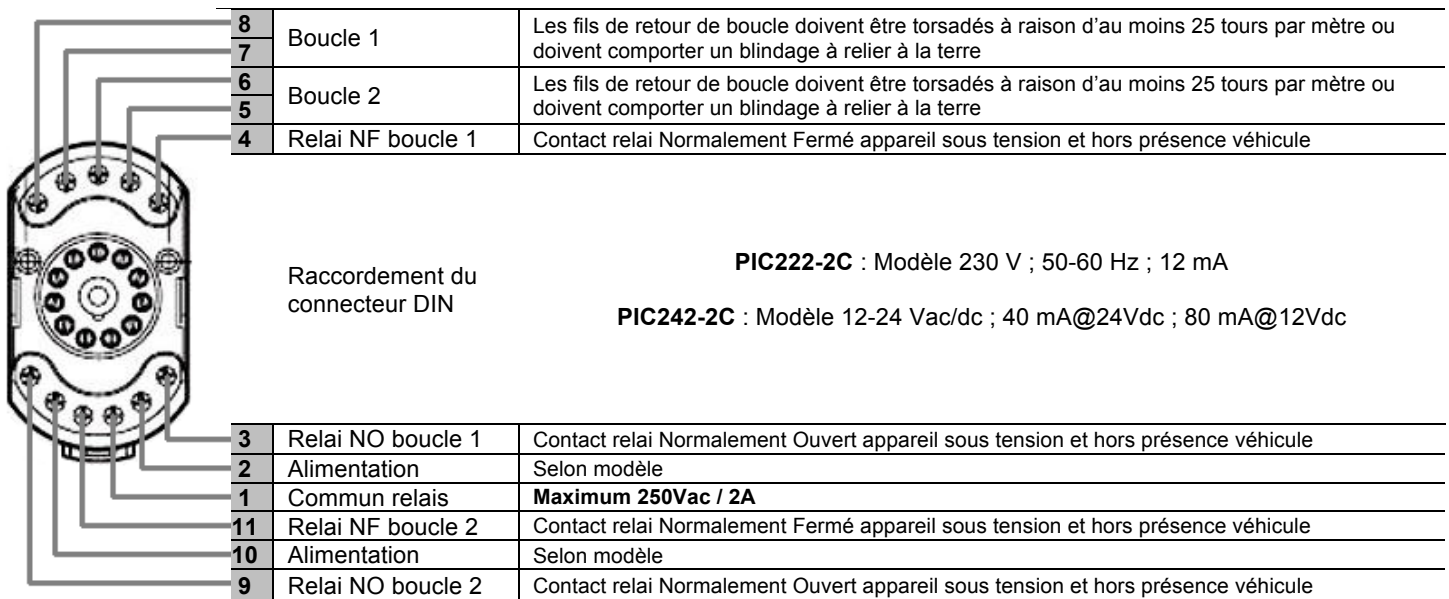 8
7
Boucle 1
Les fils de retour de boucle doivent être torsadés à raison d'au moins 25 tours par mètre ou
doivent comporter un blindage à relier à la terre
6
5
Boucle 2
Les fils de retour de boucle doivent être torsadés à raison d'au moins 25 tours par mètre ou
doivent comporter un blindage à relier à la terre
4 Relai NF boucle 1 Contact relai Normalement Fermé appareil sous tension et hors présence véhicule
Raccordement du
connecteur DIN
PIC222-2C : Modèle 230 V ; 50-60 Hz ; 12 mA
PIC242-2C : Modèle 12-24 Vac/dc ; 40 mA@24Vdc ; 80 mA@12Vdc
3 Relai NO boucle 1 Contact relai Normalement Ouvert appareil sous tension et hors présence véhicule
2 Alimentation Selon modèle
1 Commun relais Maximum 250Vac / 2A
11 Relai NF boucle 2 Contact relai Normalement Fermé appareil sous tension et hors présence véhicule
10 Alimentation Selon modèle
9 Relai NO boucle 2 Contact relai Normalement Ouvert appareil sous tension et hors présence véhicule